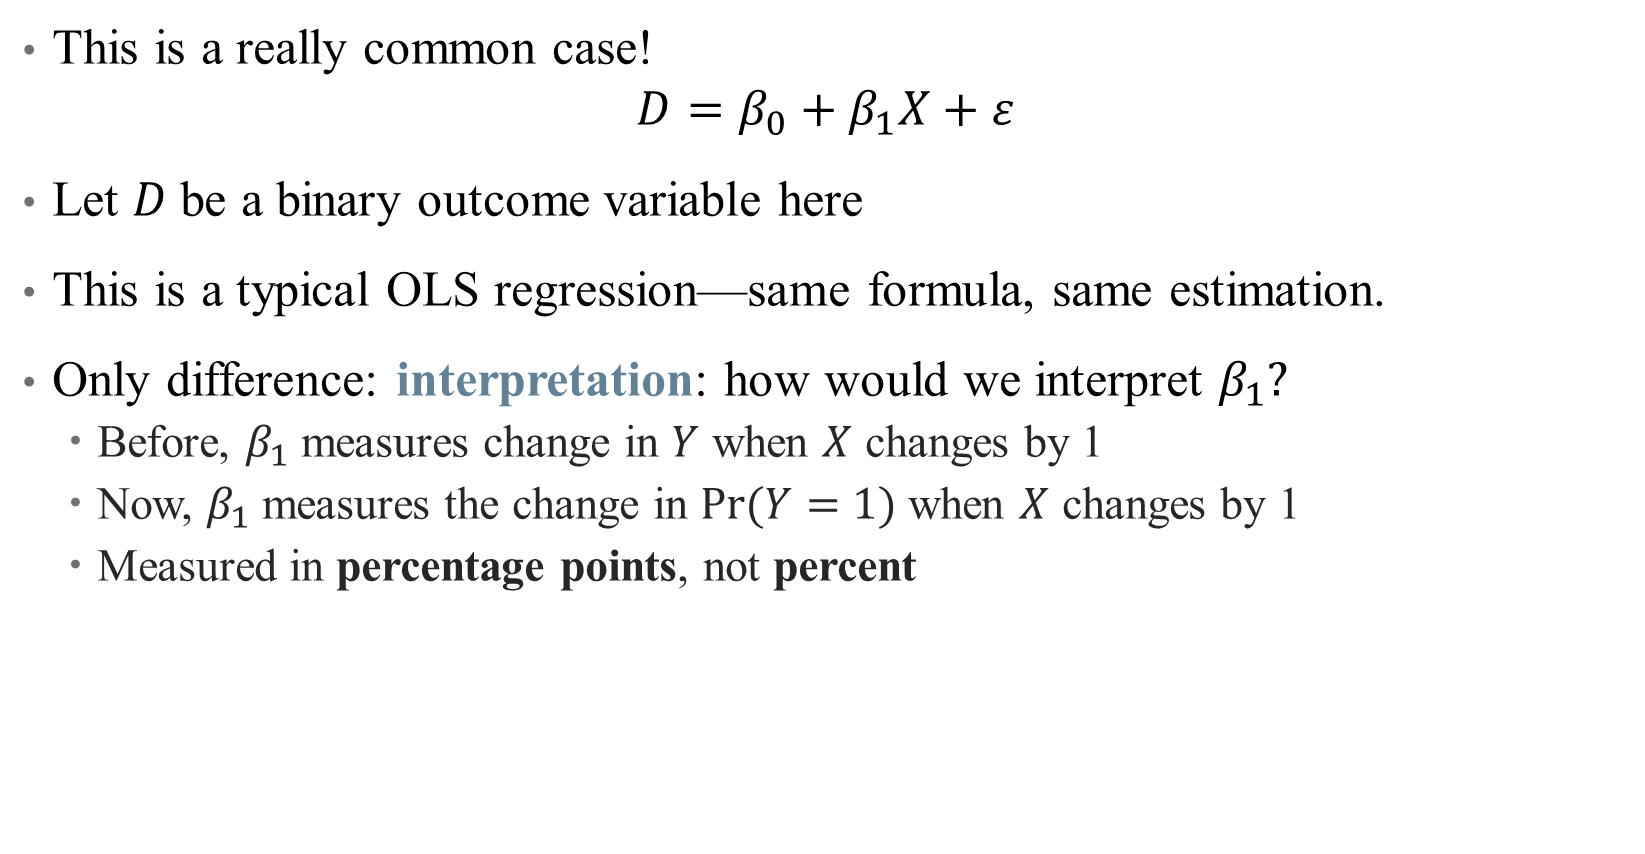 • This is a really common case!
D = β₀ + β₁X + ε
• Let D be a binary outcome variable here
• This is a typical OLS regression—same formula, same estimation.
• Only difference: interpretation: how would we interpret β₁?
• Before, β₁ measures change in Y when X changes by 1
• Now, β₁ measures the change in Pr(Y = 1) when X changes by 1
• Measured in percentage points, not percent